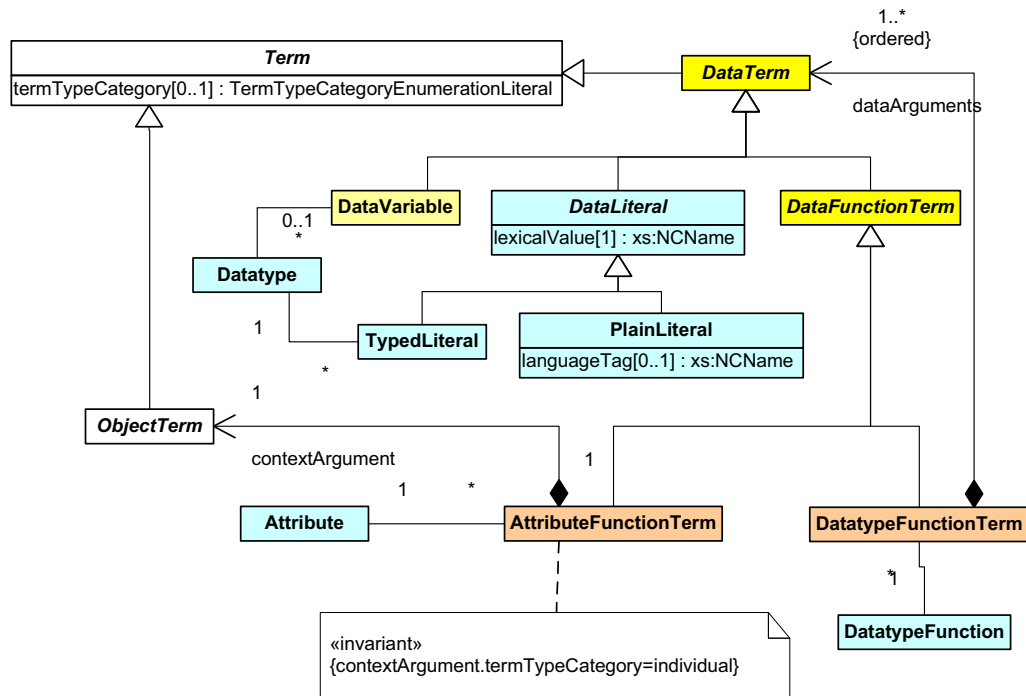 1..*
{ordered}
Term
termTypeCategory[0..1] : TermTypeCategoryEnumerationLiteral
DataTerm
dataArguments
DataVariable
DataLiteral
lexicalValue[1] : xs:NCName
DataFunctionTerm
0..1
*
Datatype
1
TypedLiteral
*
PlainLiteral
languageTag[0..1] : xs:NCName
1
ObjectTerm
contextArgument
1
1
*
Attribute
AttributeFunctionTerm
DatatypeFunctionTerm
*
1
DatatypeFunction
«invariant»
{contextArgument.termTypeCategory=individual}